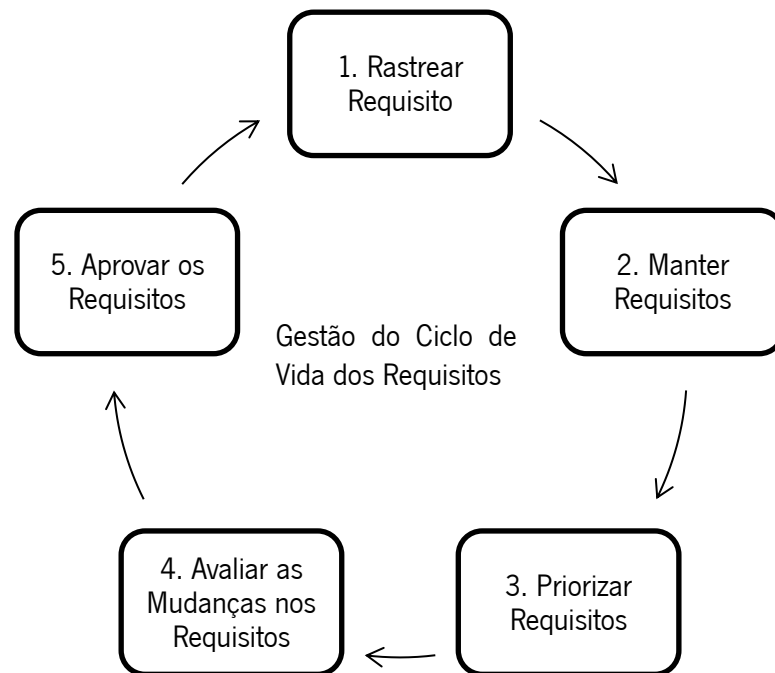 1. Rastrear
Requisito
2. Manter
Requisitos
3. Priorizar
Requisitos
4. Avaliar as
Mudanças nos
Requisitos
5. Aprovar os
Requisitos
Gestão do Ciclo de
Vida dos Requisitos